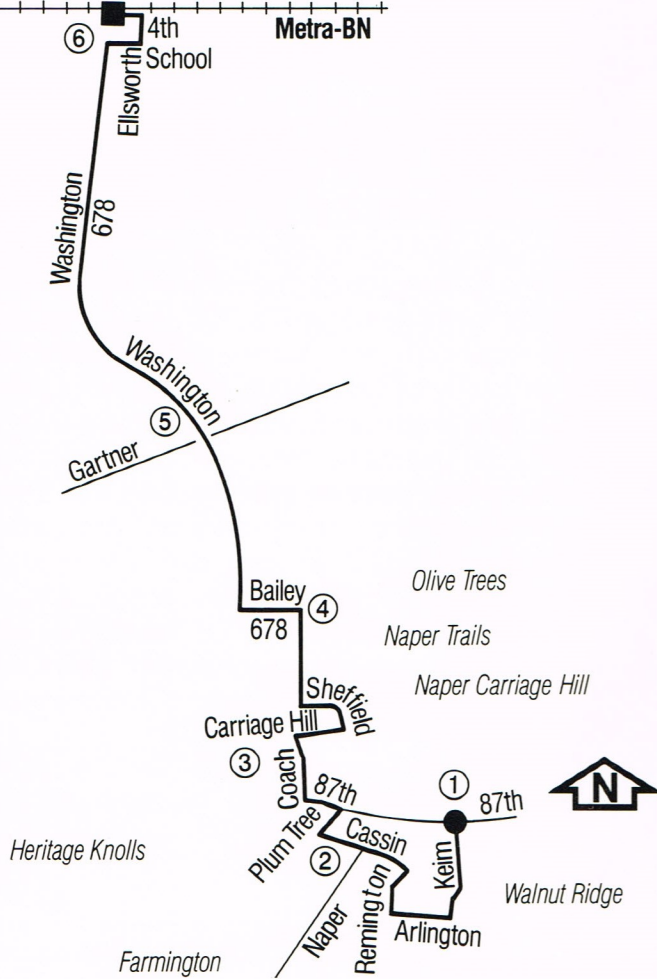 4th
Metra-BN
6
School
Ellsworth
Washington
678
Washington
5
Gartner
Bailey
4
678
Olive Trees
Naper Trails
Naper Carriage Hill
Sheffield
Carriage Hill
3
Coach
87th
1
87th
N
Plum Tree
Cassin
2
Keim
Heritage Knolls
Walnut Ridge
Remington
Naper
Arlington
Farmington